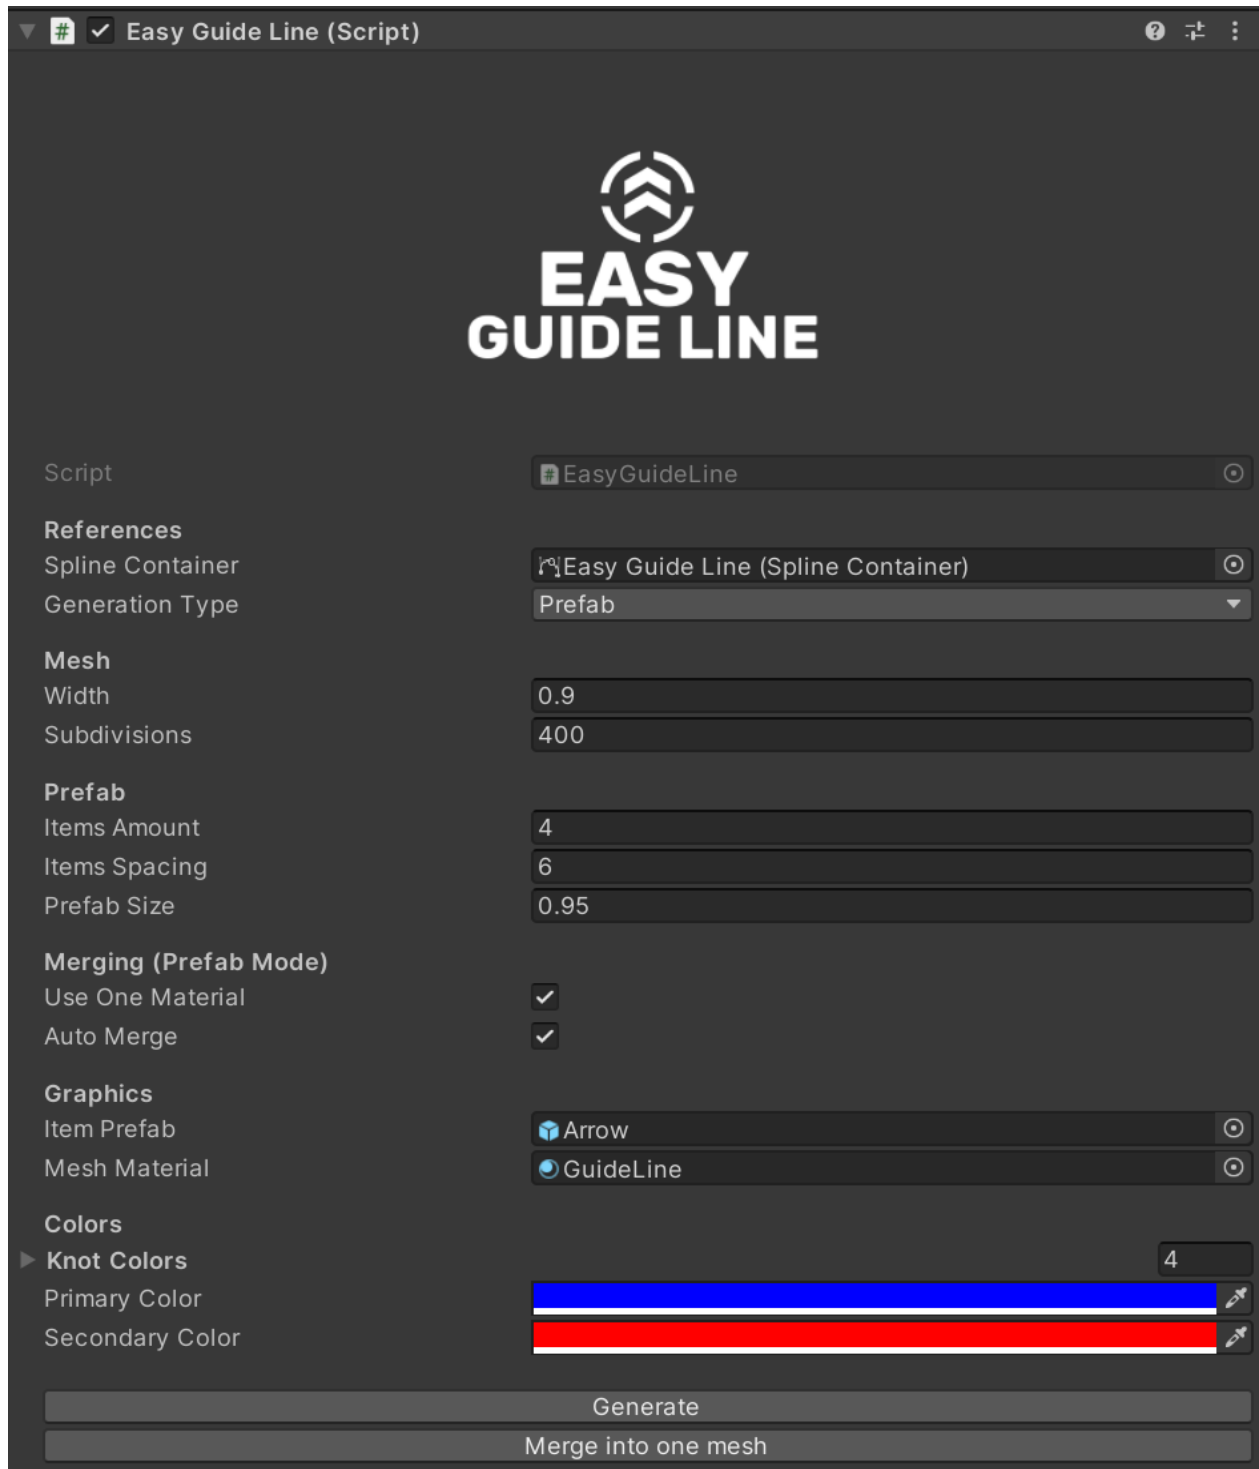 # Easy Guide Line (Script)
EASY
GUIDE LINE
Script # EasyGuideLine
References
Spline Container Easy Guide Line (Spline Container)
Generation Type Prefab
Mesh
Width 0.9
Subdivisions 400
Prefab
Items Amount 4
Items Spacing 6
Prefab Size 0.95
Merging (Prefab Mode)
Use One Material
Auto Merge
Graphics
Item Prefab Arrow
Mesh Material GuideLine
Colors
Knot Colors 4
Primary Color
Secondary Color
Generate
Merge into one mesh